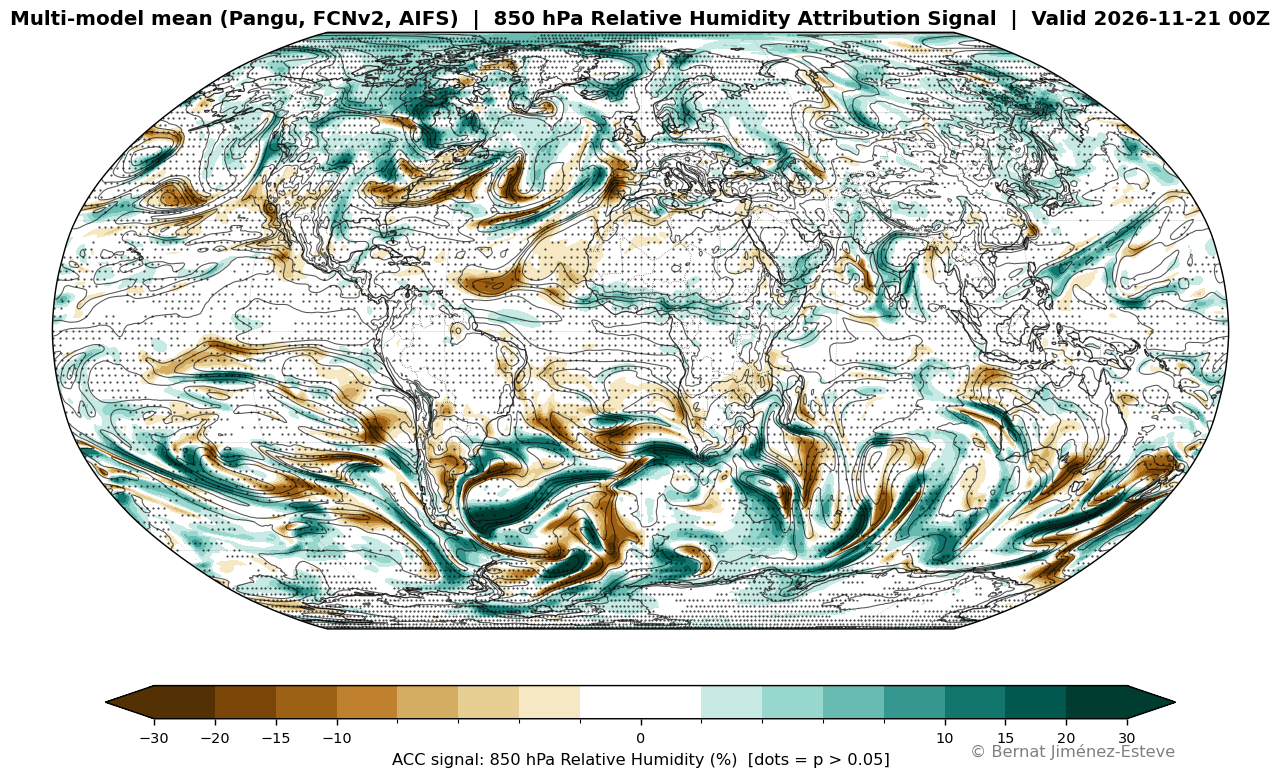 Multi-model mean (Pangu, FCNv2, AIFS)  |  850 hPa Relative Humidity Attribution Signal  |  Valid 2026-11-21 00Z
−30 −20 −15 −10 0 10 15 20 30
ACC signal: 850 hPa Relative Humidity (%)  [dots = p > 0.05]
© Bernat Jiménez-Esteve